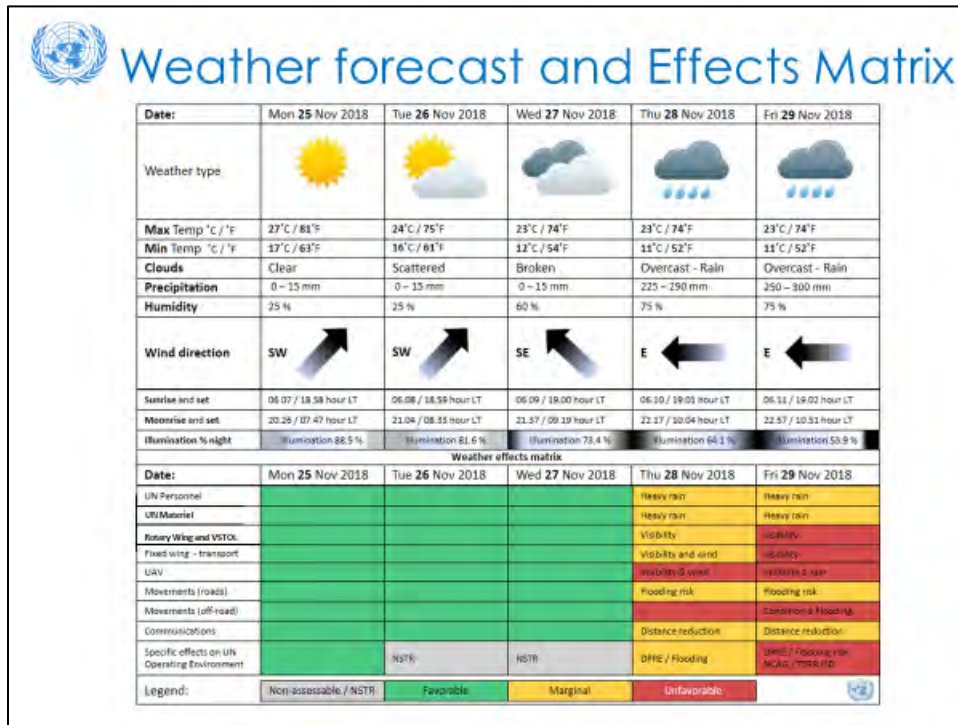 Weather forecast and Effects Matrix
Date: Mon 25 Nov 2018 Tue 26 Nov 2018 Wed 27 Nov 2018 Thu 28 Nov 2018 Fri 29 Nov 2018
Weather type
Max Temp °C / °F 27°C / 81°F 24°C / 75°F 23°C / 74°F 23°C / 74°F 23°C / 74°F
Min Temp °C / °F 17°C / 63°F 16°C / 61°F 12°C / 54°F 11°C / 52°F 11°C / 52°F
Clouds Clear Scattered Broken Overcast - Rain Overcast - Rain
Precipitation 0 – 15 mm 0 – 15 mm 0 – 15 mm 225 – 290 mm 250 – 300 mm
Humidity 25 % 25 % 60 % 75 % 75 %
Wind direction SW SW SE E E
Sunrise and set 06.07 / 18.58 hour LT 06.08 / 18.59 hour LT 06.09 / 19.00 hour LT 06.10 / 19.01 hour LT 06.11 / 19.02 hour LT
Moonrise and set 20.26 / 07.47 hour LT 21.04 / 08.33 hour LT 21.37 / 09.19 hour LT 22.17 / 10.04 hour LT 22.57 / 10.51 hour LT
Illumination % night Illumination 88.5 % Illumination 81.6 % Illumination 73.4 % Illumination 64.1 % Illumination 53.9 %
Weather effects matrix
Date: Mon 25 Nov 2018 Tue 26 Nov 2018 Wed 27 Nov 2018 Thu 28 Nov 2018 Fri 29 Nov 2018
UN Personnel Heavy rain Heavy rain
UN Materiel Heavy rain Heavy rain
Rotary Wing and VSTOL Visibility Visibility
Fixed wing - transport Visibility and wind Visibility
UAV Visibility & wind Visibility & rain
Movements (roads) Flooding risk Flooding risk
Movements (off-road) Condition & Flooding
Communications Distance reduction Distance reduction
Specific effects on UN NSTR NSTR DPRE / Flooding DPRE / Flooding risk
Operating Environment
Legend: Non-assessable / NSTR Favorable Marginal Unfavorable